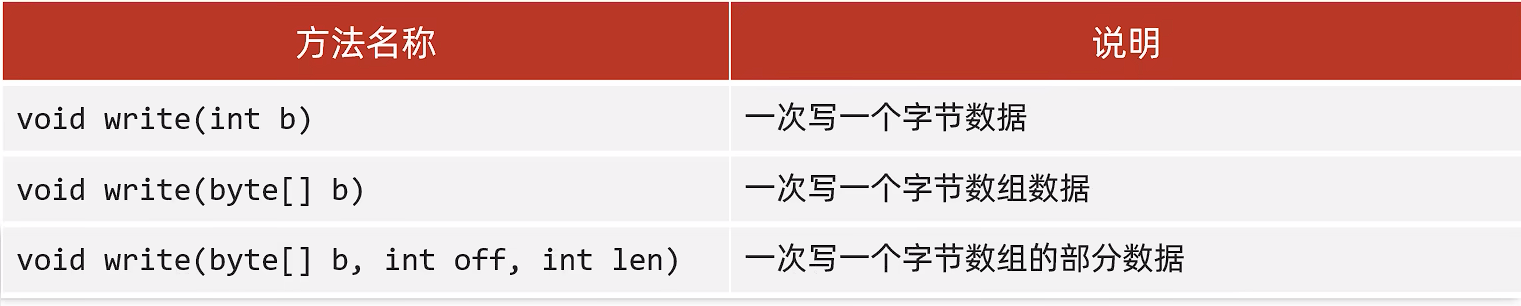 方法名称 说明
void write(int b) 一次写一个字节数据
void write(byte[] b) 一次写一个字节数组数据
void write(byte[] b, int off, int len) 一次写一个字节数组的部分数据